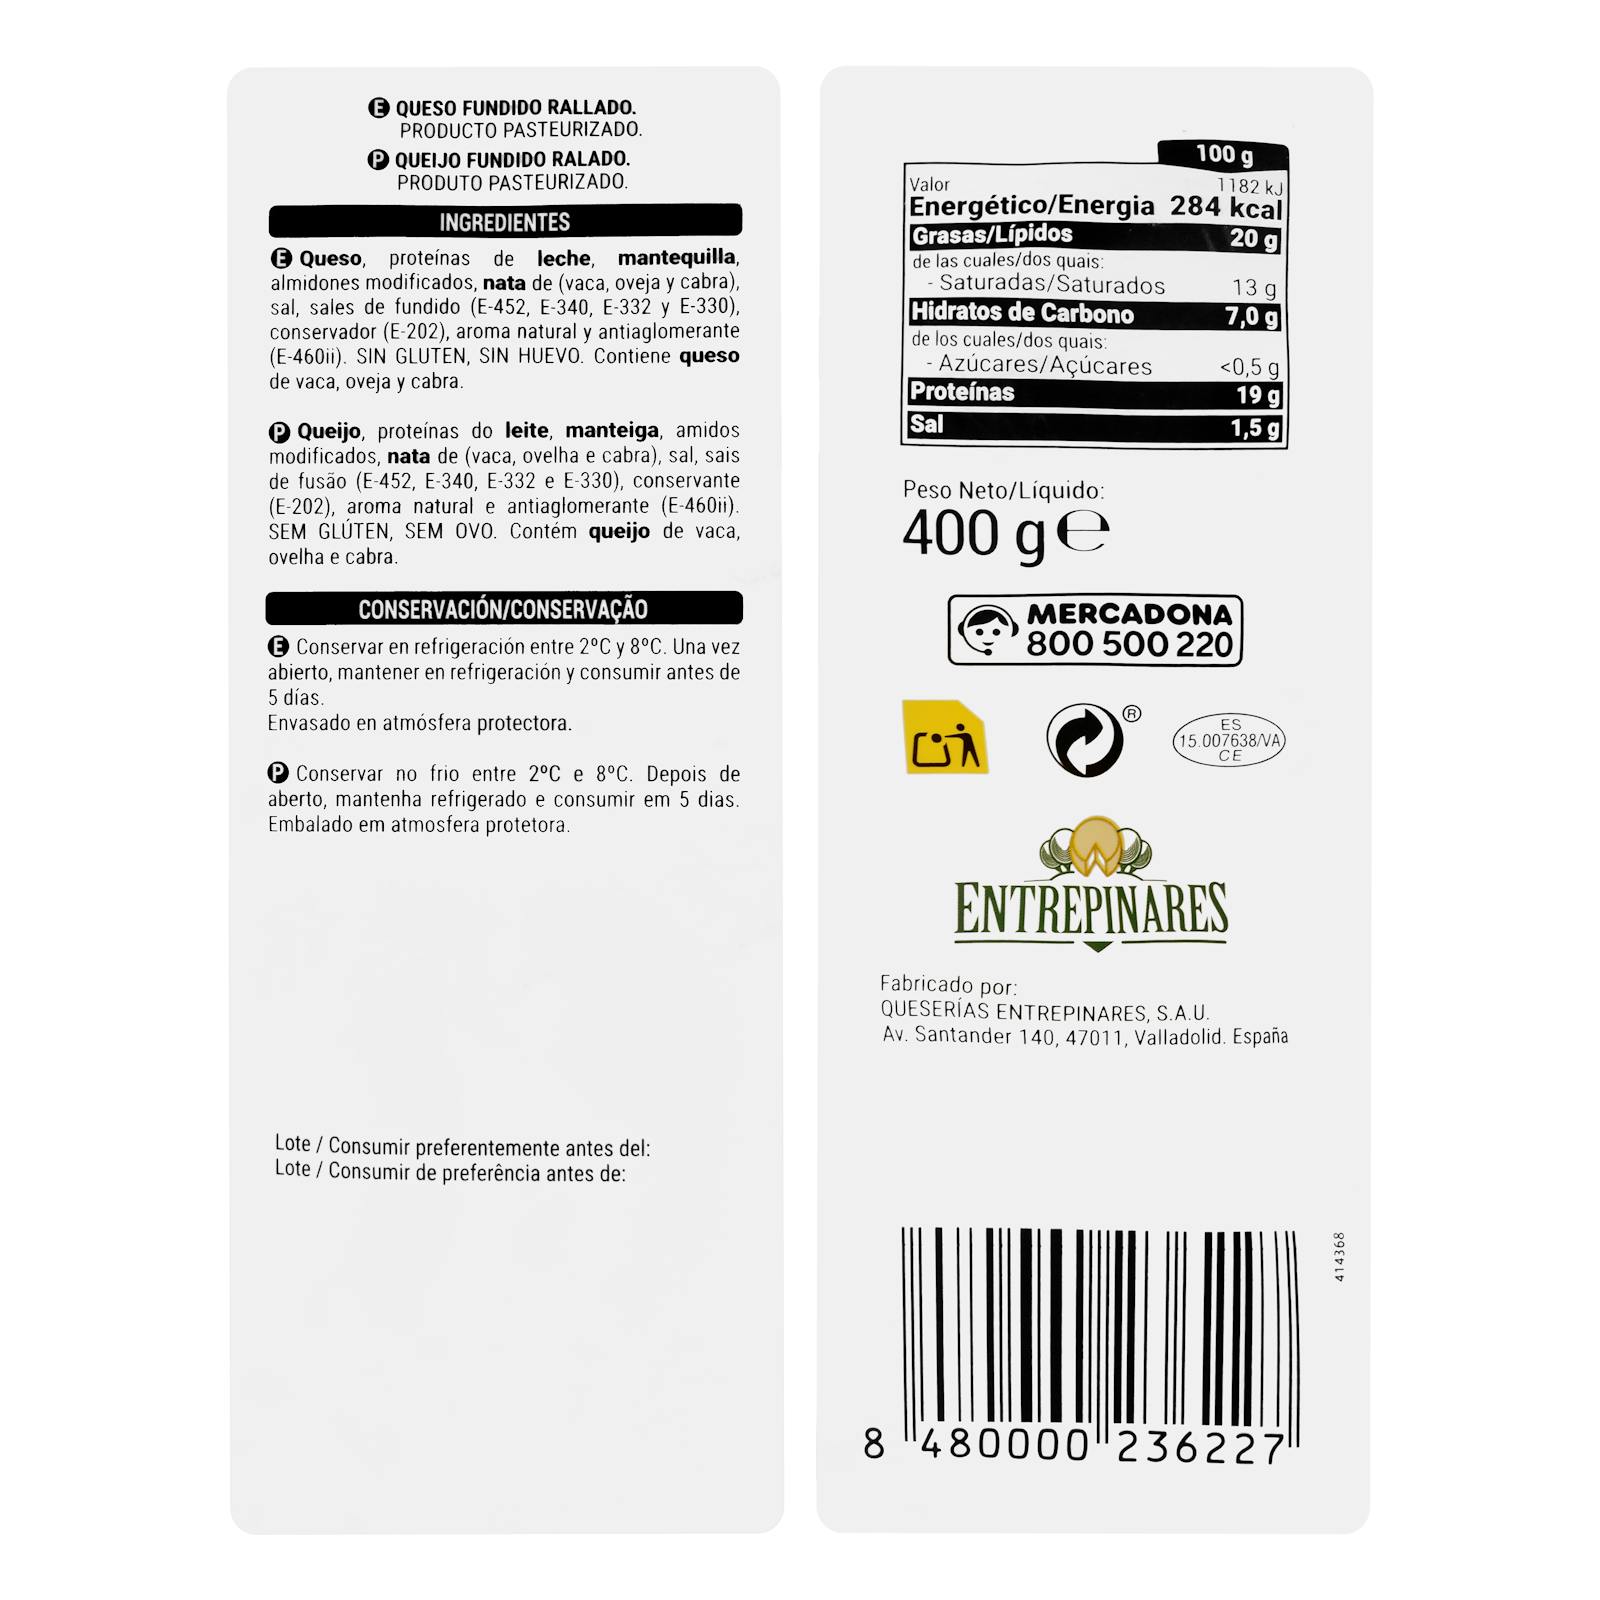 E QUESO FUNDIDO RALLADO.
PRODUCTO PASTEURIZADO.
P QUEIJO FUNDIDO RALADO.
PRODUTO PASTEURIZADO.
INGREDIENTES
E Queso, proteínas de leche, mantequilla,
almidones modificados, nata de (vaca, oveja y cabra),
sal, sales de fundido (E-452, E-340, E-332 y E-330),
conservador (E-202), aroma natural y antiaglomerante
(E-460ii). SIN GLUTEN, SIN HUEVO. Contiene queso
de vaca, oveja y cabra.
P Queijo, proteínas do leite, manteiga, amidos
modificados, nata de (vaca, ovelha e cabra), sal, sais
de fusão (E-452, E-340, E-332 e E-330), conservante
(E-202), aroma natural e antiaglomerante (E-460ii).
SEM GLÚTEN, SEM OVO. Contém queijo de vaca,
ovelha e cabra.
CONSERVACIÓN/CONSERVAÇÃO
E Conservar en refrigeración entre 2ºC y 8ºC. Una vez
abierto, mantener en refrigeración y consumir antes de
5 días.
Envasado en atmósfera protectora.
P Conservar no frio entre 2ºC e 8ºC. Depois de
aberto, mantenha refrigerado e consumir em 5 dias.
Embalado em atmosfera protetora.
Lote / Consumir preferentemente antes del:
Lote / Consumir de preferência antes de:
100 g
Valor 1182 kJ
Energético/Energia 284 kcal
Grasas/Lípidos 20 g
de las cuales/dos quais:
- Saturadas/Saturados 13 g
Hidratos de Carbono 7,0 g
de los cuales/dos quais:
- Azúcares/Açúcares <0,5 g
Proteínas 19 g
Sal 1,5 g
Peso Neto/Líquido:
400 g e
MERCADONA
800 500 220
®
ES
15.007638/VA
CE
ENTREPINARES
Fabricado por:
QUESERÍAS ENTREPINARES, S.A.U.
Av. Santander 140, 47011, Valladolid. España
414368
8 480000 236227